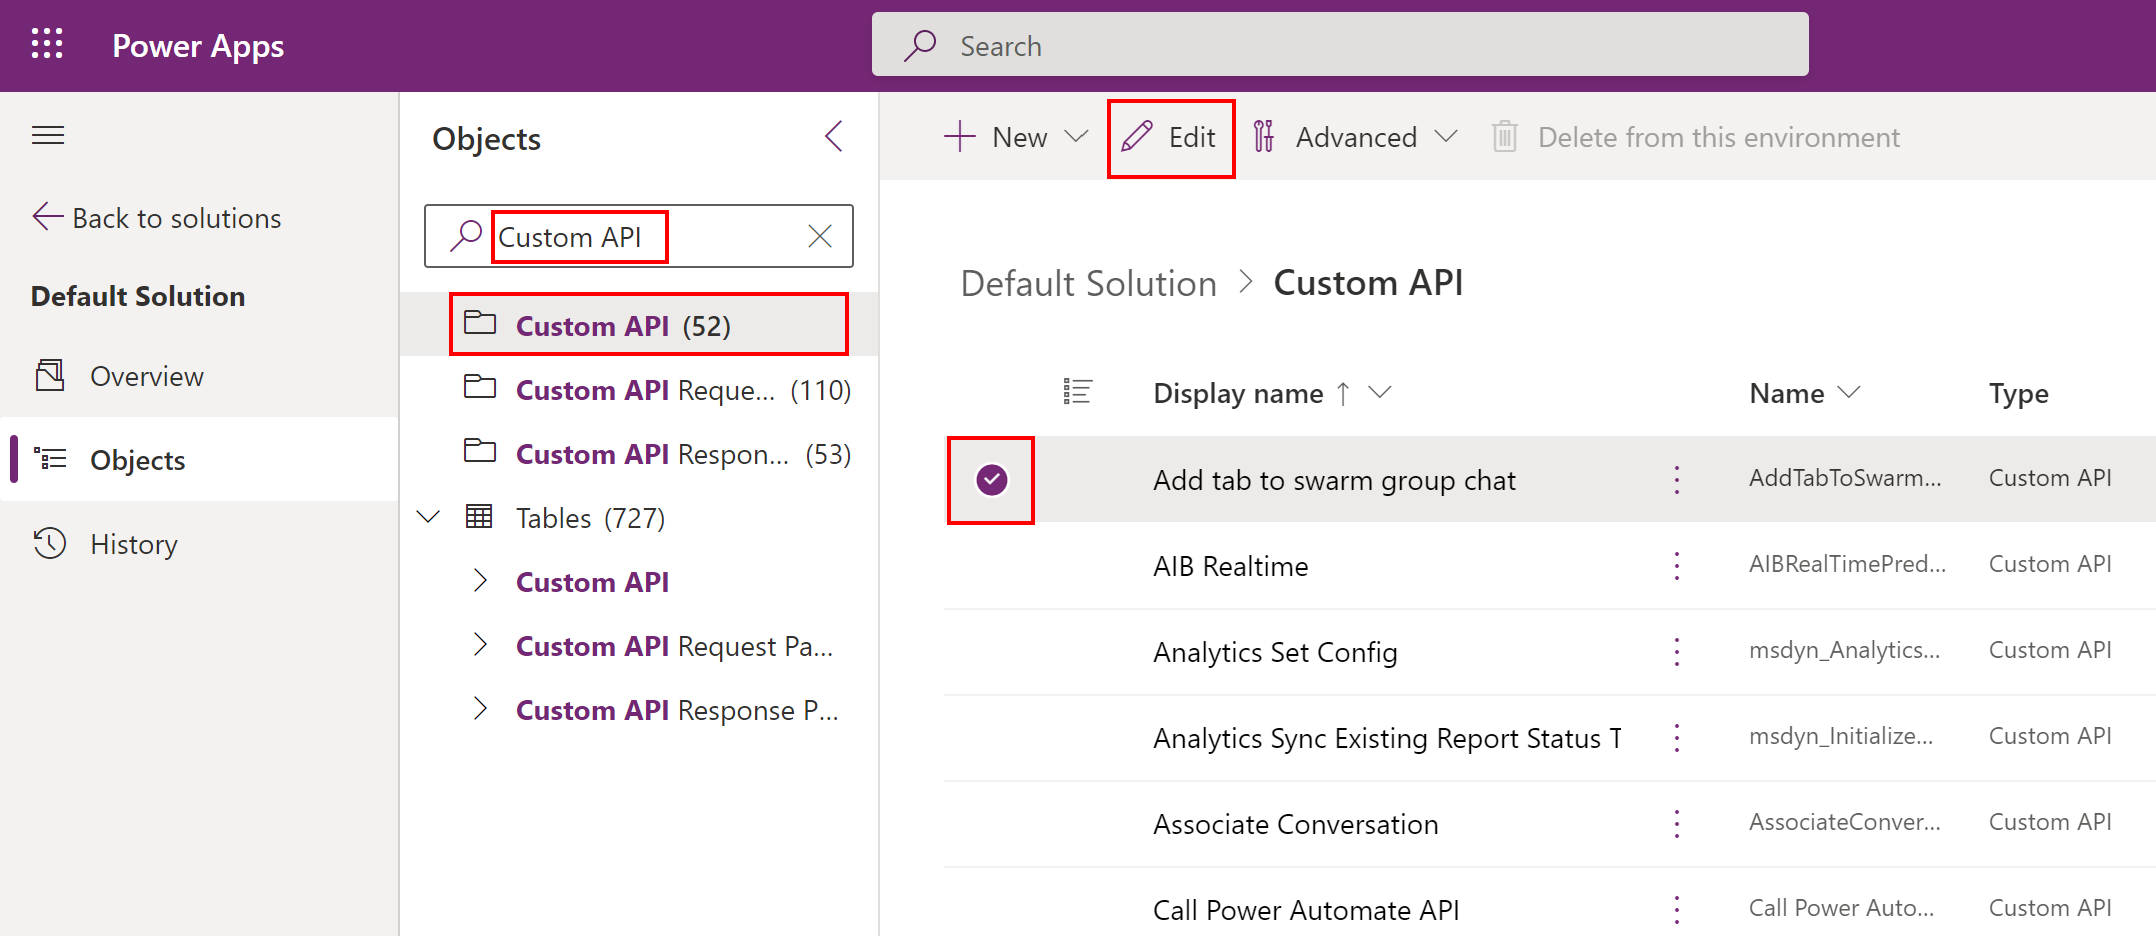 Power Apps
Search
Back to solutions
Default Solution
Overview
Objects
History
Objects
Custom API
Custom API (52)
Custom API Reque... (110)
Custom API Respon... (53)
Tables (727)
Custom API
Custom API Request Pa...
Custom API Response P...
New Edit Advanced Delete from this environment
Default Solution > Custom API
Display name ↑ Name Type
Add tab to swarm group chat AddTabToSwarm... Custom API
AIB Realtime AIBRealTimePred... Custom API
Analytics Set Config msdyn_Analytics... Custom API
Analytics Sync Existing Report Status T msdyn_Initialize... Custom API
Associate Conversation AssociateConver... Custom API
Call Power Automate API Call Power Auto... Custom API